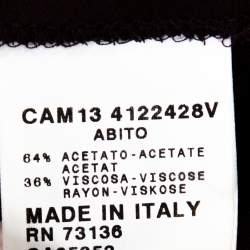 CAM13 4122428V
ABITO
64% ACETATO-ACETATE
ACETAT
36% VISCOSA-VISCOSE
RAYON-VISKOSE
MADE IN ITALY
RN 73136